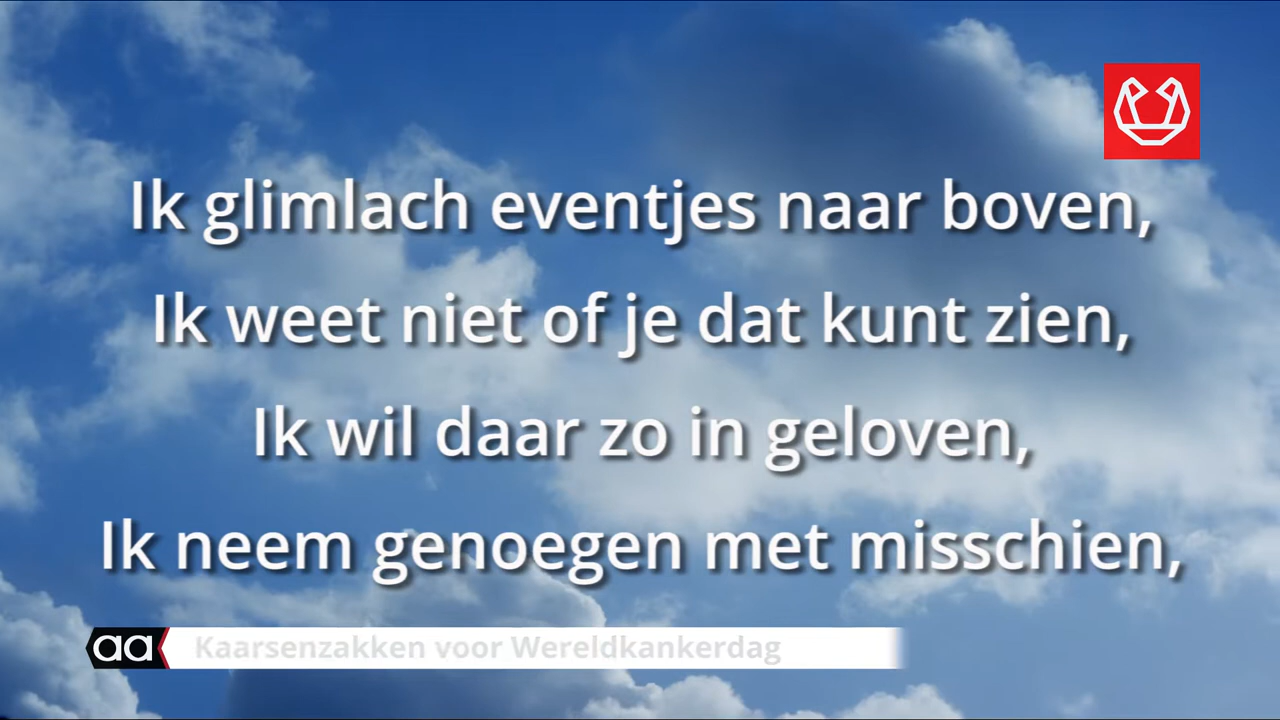 Ik glimlach eventjes naar boven,
Ik weet niet of je dat kunt zien,
Ik wil daar zo in geloven,
Ik neem genoegen met misschien,
aa Kaarsenzakken voor Wereldkankerdag